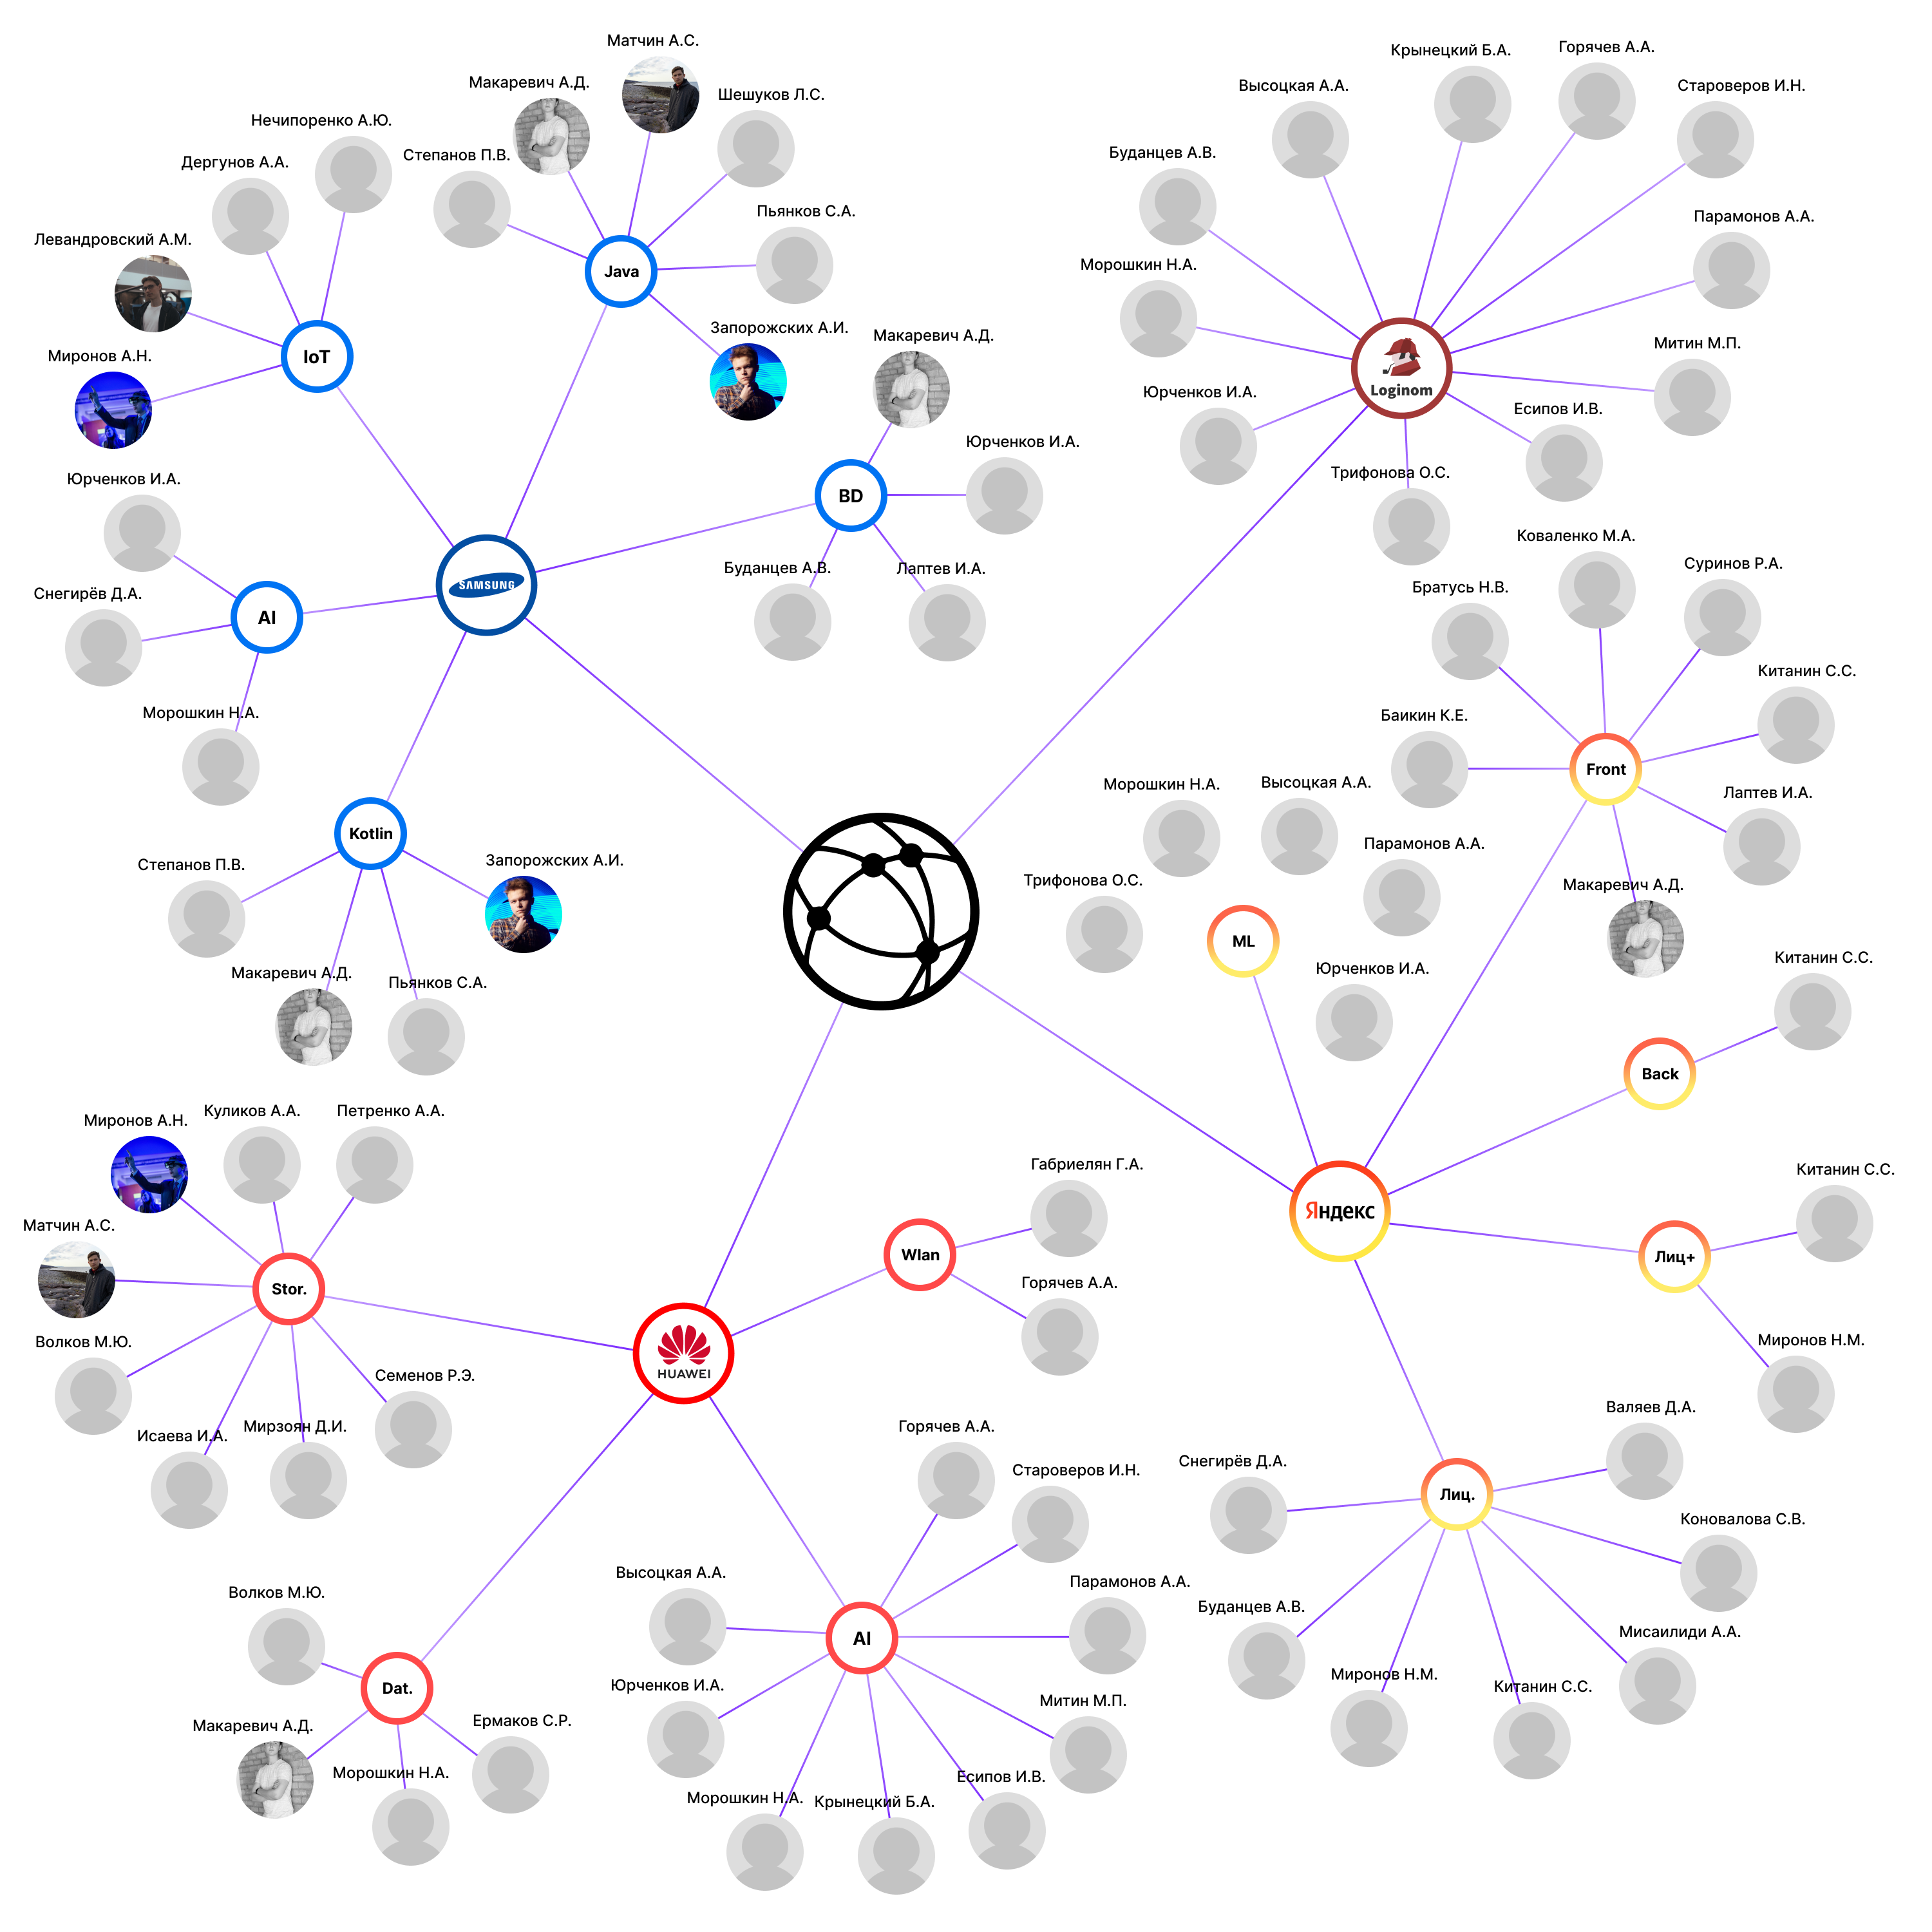 Матчин А.С.
Макаревич А.Д.
Шешуков Л.С.
Нечипоренко А.Ю.
Степанов П.В.
Дергунов А.А.
Пьянков С.А.
Левандровский А.М.
Java
Запорожских А.И.
Миронов А.Н.
IoT
Макаревич А.Д.
Юрченков И.А.
BD
Юрченков И.А.
Буданцев А.В.
Лаптев И.А.
SAMSUNG
Снегирёв Д.А.
AI
Морошкин Н.А.
Kotlin
Степанов П.В.
Запорожских А.И.
Макаревич А.Д.
Пьянков С.А.
Крынецкий Б.А.
Горячев А.А.
Высоцкая А.А.
Староверов И.Н.
Буданцев А.В.
Парамонов А.А.
Морошкин Н.А.
Митин М.П.
Loginom
Юрченков И.А.
Есипов И.В.
Трифонова О.С.
Коваленко М.А.
Суринов Р.А.
Братусь Н.В.
Китанин С.С.
Баикин К.Е.
Front
Лаптев И.А.
Макаревич А.Д.
Морошкин Н.А.
Высоцкая А.А.
Парамонов А.А.
Трифонова О.С.
ML
Юрченков И.А.
Китанин С.С.
Back
Яндекс
Китанин С.С.
Лиц+
Миронов Н.М.
Валяев Д.А.
Снегирёв Д.А.
Лиц.
Коновалова С.В.
Буданцев А.В.
Мисаилиди А.А.
Миронов Н.М.
Китанин С.С.
Миронов А.Н.
Куликов А.А.
Петренко А.А.
Матчин А.С.
Stor.
Волков М.Ю.
Семенов Р.Э.
Исаева И.А.
Мирзоян Д.И.
Габриелян Г.А.
Wlan
Горячев А.А.
HUAWEI
Горячев А.А.
Староверов И.Н.
Высоцкая А.А.
Парамонов А.А.
AI
Юрченков И.А.
Митин М.П.
Есипов И.В.
Морошкин Н.А.
Крынецкий Б.А.
Волков М.Ю.
Dat.
Макаревич А.Д.
Ермаков С.Р.
Морошкин Н.А.